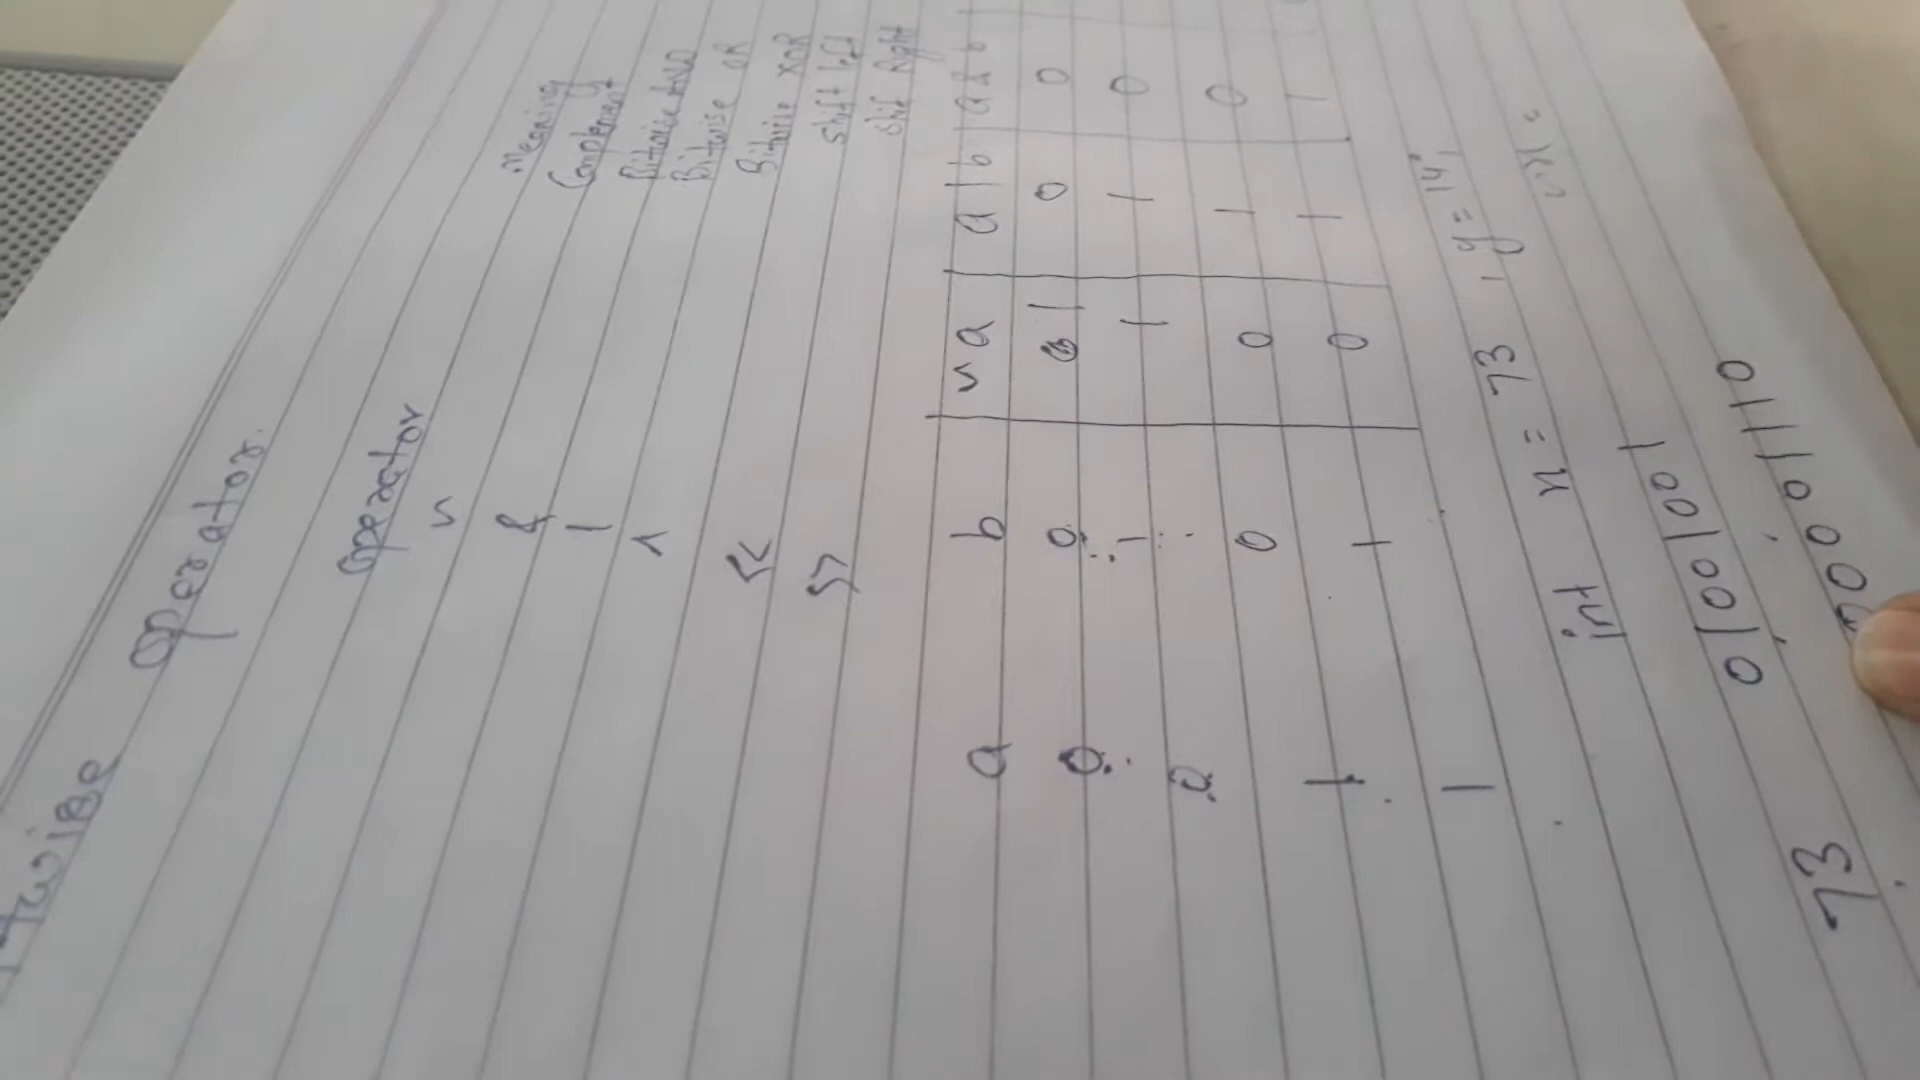 twise operator.
operator Meaning
~ Complement
& Bitwise AND
| Bitwise OR
^ Bitwise XOR
<< Shift left
>> Shif Right
a b ~a a | b a & b
0 0 1 0 0
0 1 1 1 0
1 0 0 1 0
1 1 0 1 1
int x = 73 , y = 14;
01001001
73 00001110